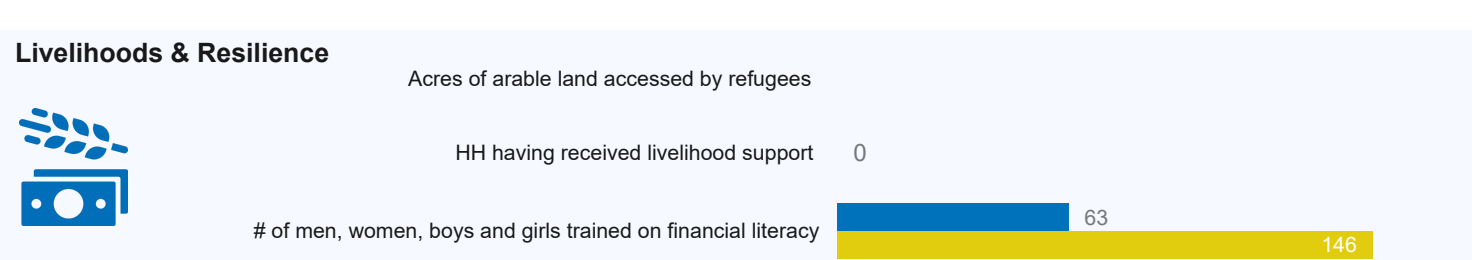 Livelihoods & Resilience
Acres of arable land accessed by refugees
HH having received livelihood support 0
# of men, women, boys and girls trained on financial literacy 63
146